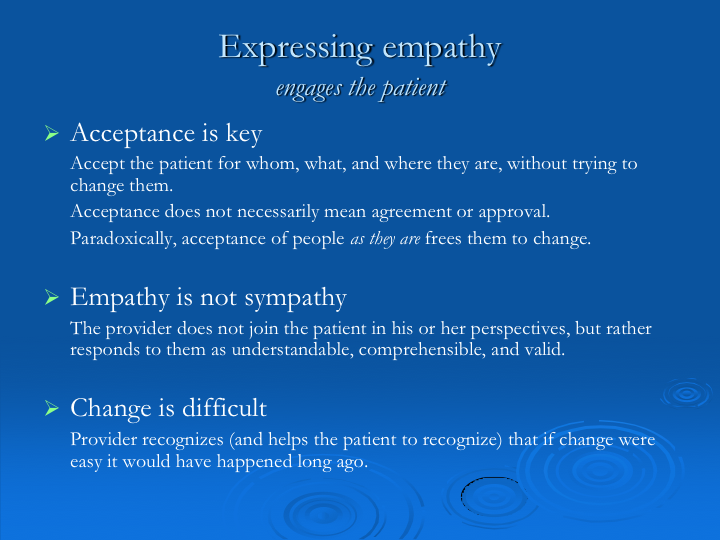 Expressing empathy
engages the patient
Acceptance is key
Accept the patient for whom, what, and where they are, without trying to
change them.
Acceptance does not necessarily mean agreement or approval.
Paradoxically, acceptance of people as they are frees them to change.
Empathy is not sympathy
The provider does not join the patient in his or her perspectives, but rather
responds to them as understandable, comprehensible, and valid.
Change is difficult
Provider recognizes (and helps the patient to recognize) that if change were
easy it would have happened long ago.